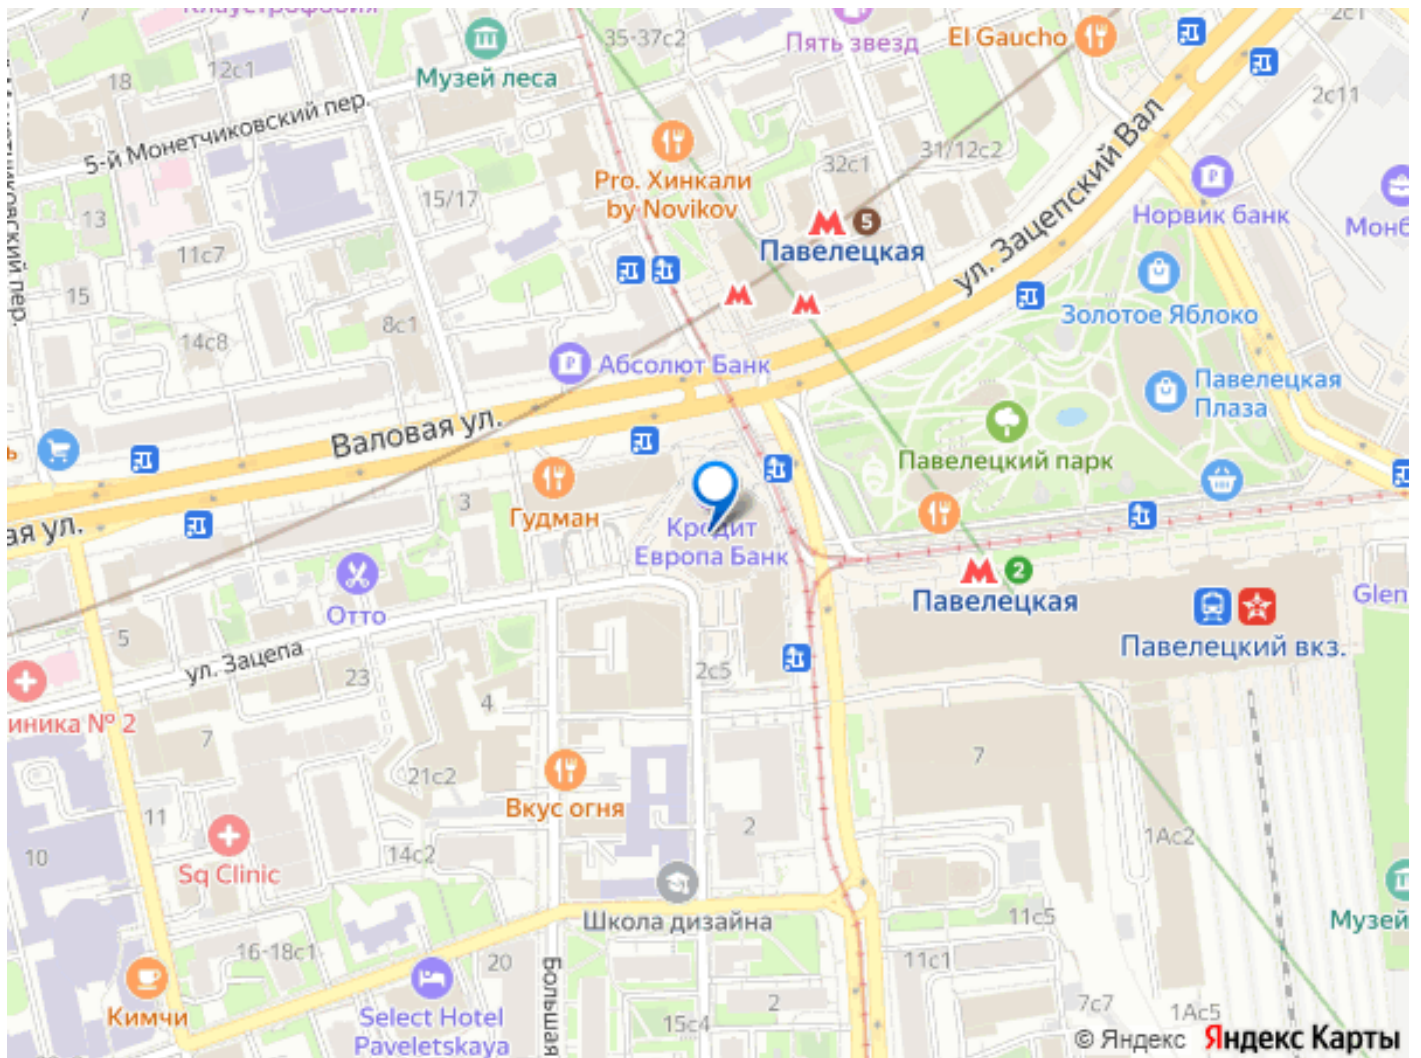 Клаустрофобия
2с1
35-37с2
Пять звезд
El Gaucho
18
12с1
Музей леса
2с11
5-й Монетчиковский пер.
31/12с2
32с1
Pro. Хинкали
by Novikov
15/17
13
Норвик банк
5
Павелецкая
ул. Зацепский Вал
11с7
15
8с1
14с8
Золотое Яблоко
Абсолют Банк
Павелецкая
Плаза
Валовая ул.
Павелецкий парк
3
Гудман
ая ул.
Кредит
Европа Банк
2
Павелецкая
Отто
Glen
5
Павелецкий вкз.
ул. Зацепа
23
2с5
4
иника № 2
7
7
21с2
Вкус огня
11
2
1Ас2
10
14с2
Sq Clinic
Школа дизайна
11с5
Музей
16-18с1
20
11с1
Большая
Кимчи
2
7с7
1Ас5
Select Hotel
Paveletskaya
15с4
© Яндекс Яндекс Карты